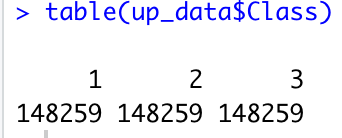 > table(up_data$Class)
1 2 3
148259 148259 148259